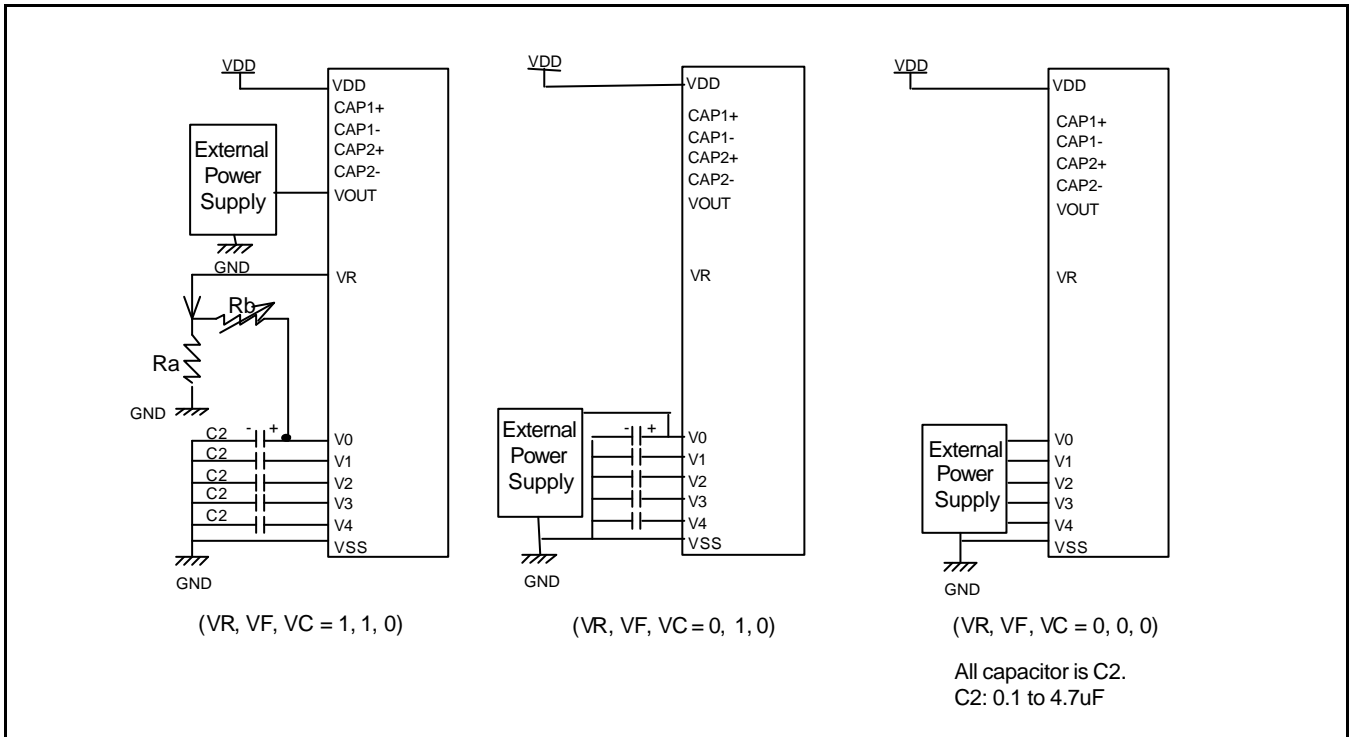 VDD
VDD
CAP1+
CAP1-
CAP2+
CAP2-
VOUT
External
Power
Supply
GND
VR
Rb
Ra
GND
C2 - + V0
C2 V1
C2 V2
C2 V3
C2 V4
VSS
GND
(VR, VF, VC = 1, 1, 0)
VDD
VDD
CAP1+
CAP1-
CAP2+
CAP2-
VOUT
VR
External
Power
Supply
- + V0
V1
V2
V3
V4
VSS
GND
(VR, VF, VC = 0, 1, 0)
VDD
VDD
CAP1+
CAP1-
CAP2+
CAP2-
VOUT
VR
External
Power
Supply
V0
V1
V2
V3
V4
VSS
GND
(VR, VF, VC = 0, 0, 0)
All capacitor is C2.
C2: 0.1 to 4.7uF